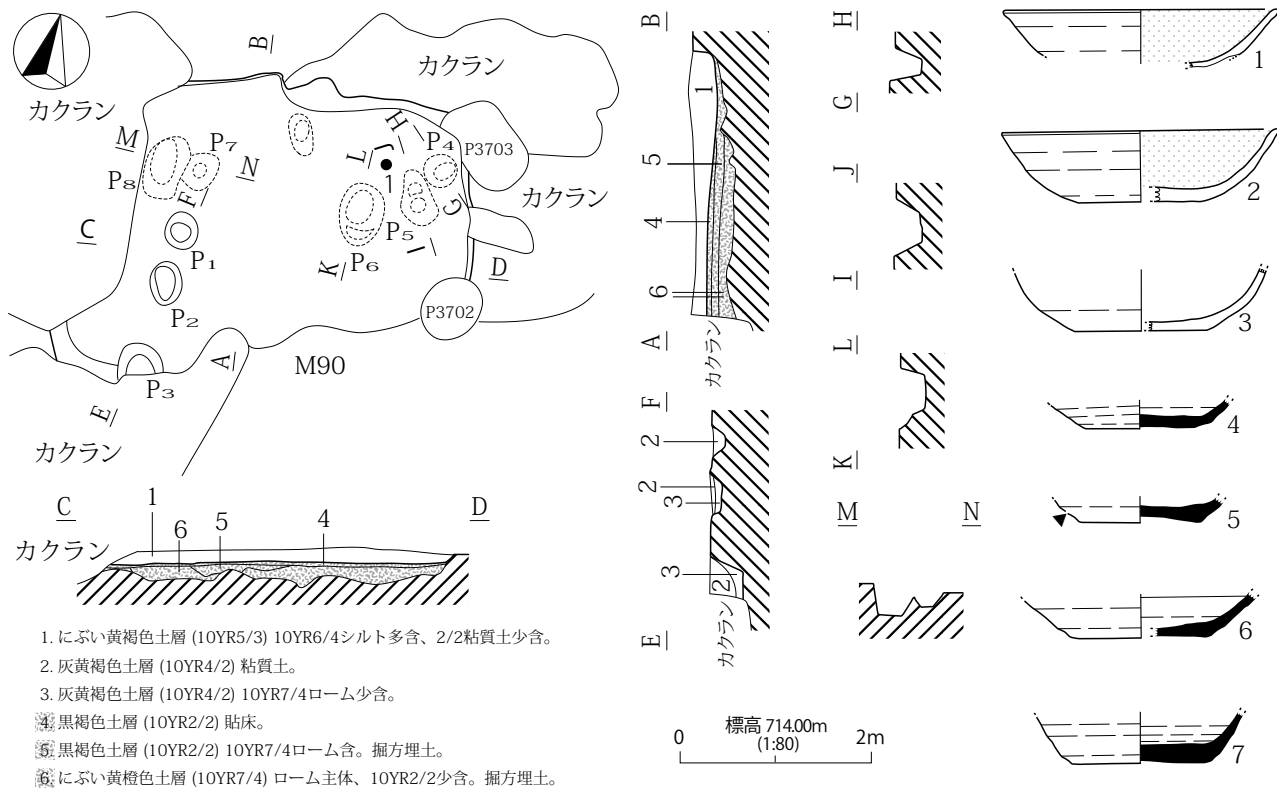 B
カクラン
カクラン
M
P7
N
H
J
L
P4
P3703
P8
F
1
G
カクラン
C
P5
I
P1
K
P6
D
P2
P3702
A
M90
P3
E
カクラン
C
1
6
5
4
D
カクラン
1. にぶい黄褐色土層 (10YR5/3) 10YR6/4シルト多含、2/2粘質土少含。
2. 灰黄褐色土層 (10YR4/2) 粘質土。
3. 灰黄褐色土層 (10YR4/2) 10YR7/4ローム少含。
4. 黒褐色土層 (10YR2/2) 貼床。
5. 黒褐色土層 (10YR2/2) 10YR7/4ローム含。掘方埋土。
6. にぶい黄橙色土層 (10YR7/4) ローム主体、10YR2/2少含。掘方埋土。
B
1
5
4
6
A
カクラン
F
2
2
3
3
2
E
カクラン
標高 714.00m
0
(1:80)
2m
H
G
J
I
L
K
M
N
1
2
3
4
5
6
7